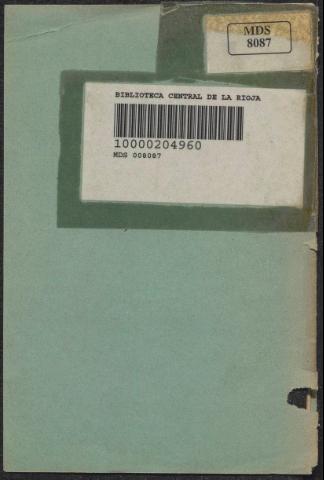 MDS
8087
BIBLIOTECA CENTRAL DE LA RIOJA
10000204960
MDS 008087